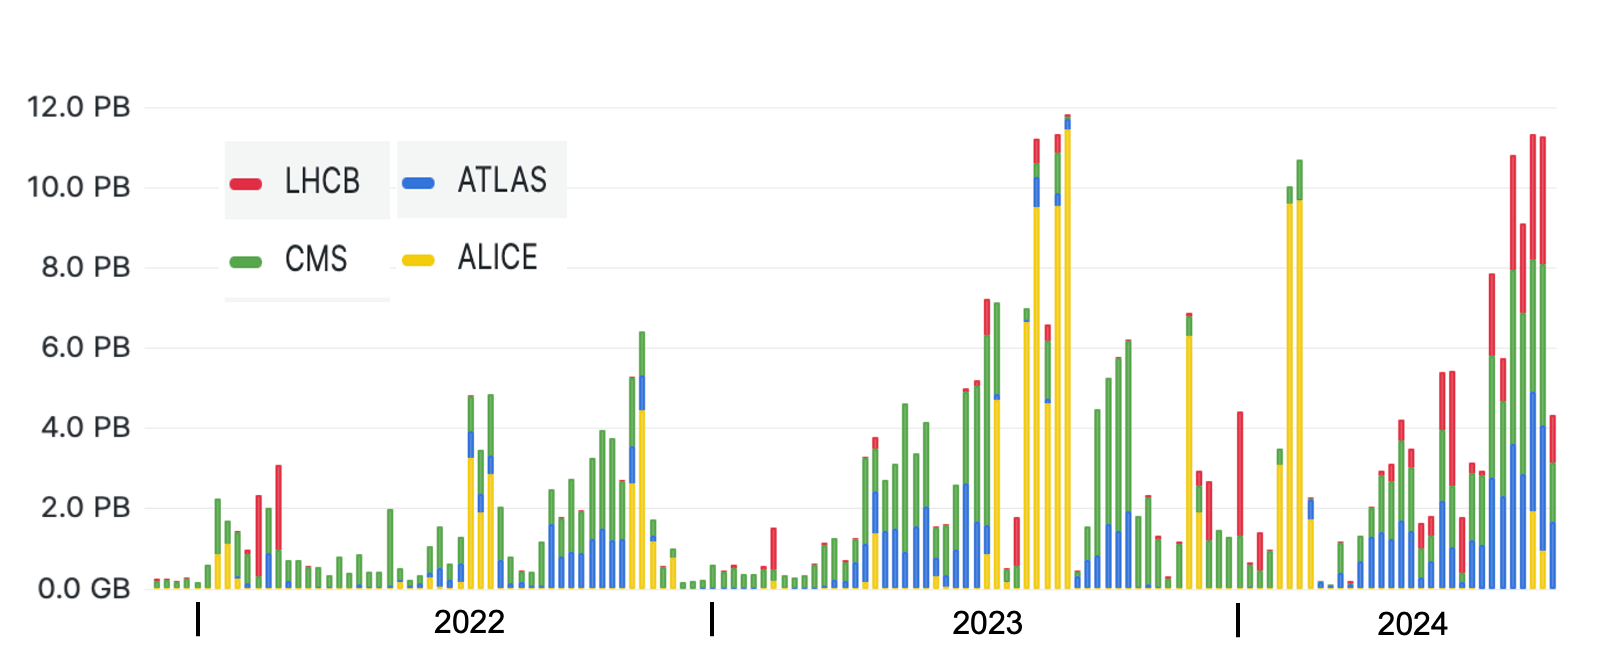 12.0 PB
10.0 PB
8.0 PB
6.0 PB
4.0 PB
2.0 PB
0.0 GB
LHCB ATLAS
CMS ALICE
2022 2023 2024